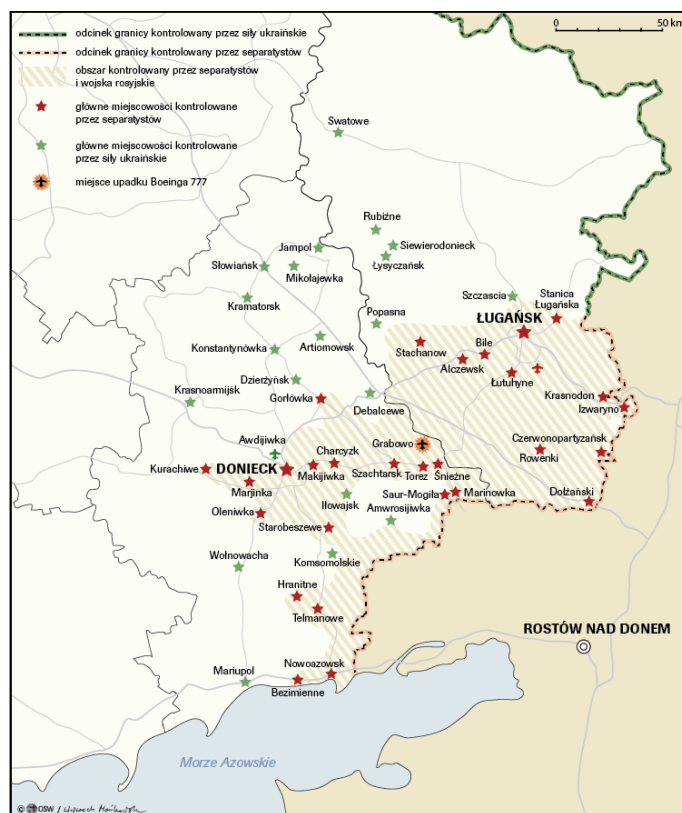 odcinek granicy kontrolowany przez siły ukraińskie
odcinek granicy kontrolowany przez separatystów
obszar kontrolowany przez separatystów
i wojska rosyjskie
główne miejscowości kontrolowane
przez separatystów
główne miejscowości kontrolowane
przez siły ukraińskie
miejsce upadku Boeinga 777
0
50 km
Swatowe
Rubiżne
Siewierodonieck
Łysyczańsk
Jampol
Słowiańsk
Mikołajewka
Kramatorsk
Szczascia
Stanica
Ługańska
Popasna
ŁUGAŃSK
Konstantynówka
Artiomowsk
Stachanow
Bile
Ałczewsk
Łutuhyne
Dzierżyńsk
Krasnoarmijśk
Gorłówka
Debalcewe
Krasnodon
Izwaryno
Awdijiwka
Grabowo
Czerwonopartyzańsk
Rowenki
Kurachiwe
DONIECK
Charcyzk
Makijiwka
Szachtarsk
Torez
Śnieżne
Marjinka
Saur-Mogiła
Marinowka
Dołżański
Oleniwka
Iłowajsk
Amwrosijiwka
Starobeszewe
Wołnowacha
Komsomolskie
Hranitne
Telmanowe
ROSTÓW NAD DONEM
Mariupol
Nowoazowsk
Bezimienne
Morze Azowskie
© OSW /